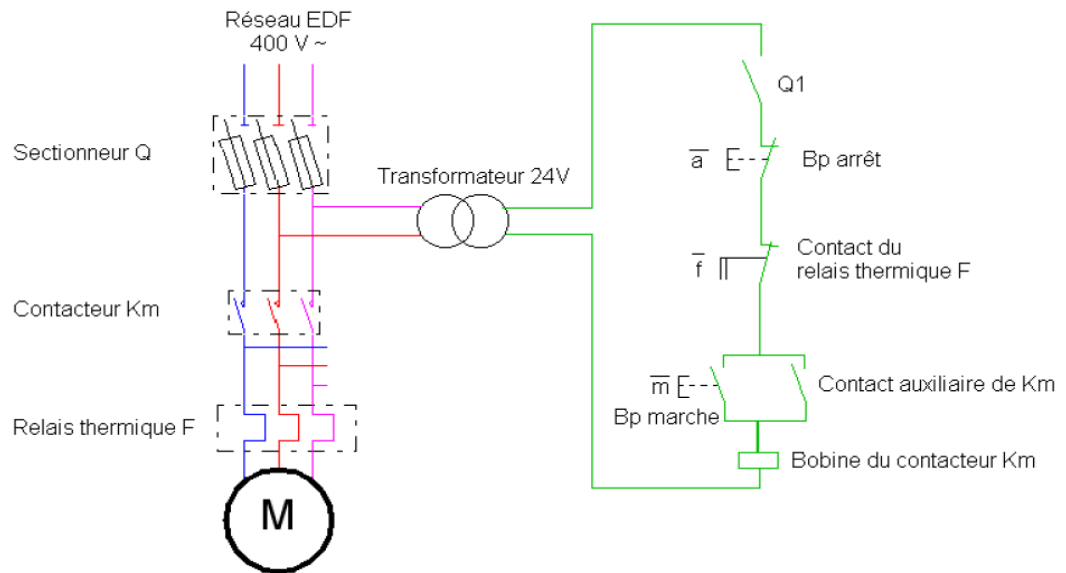 Réseau EDF
400 V ~
Sectionneur Q
Transformateur 24V
Contacteur Km
Relais thermique F
M
Q1
a
Bp arrêt
f
Contact du
relais thermique F
m
Bp marche
Contact auxiliaire de Km
Bobine du contacteur Km